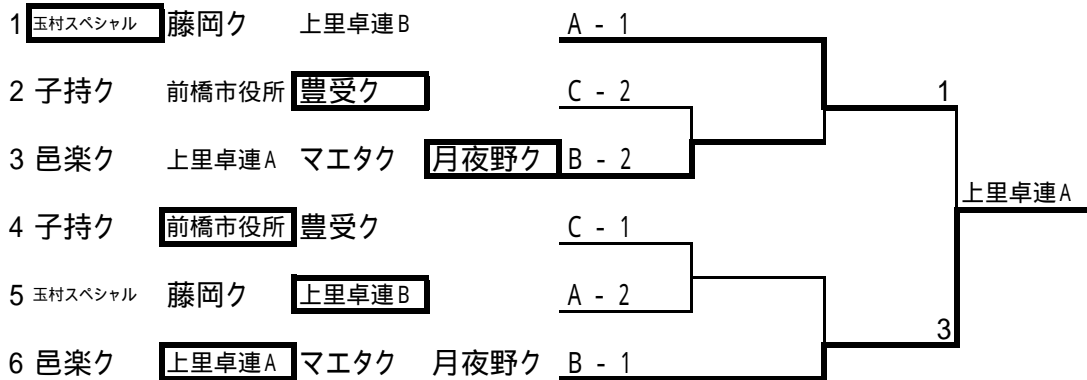 1 玉村スペシャル 藤岡ク 上里卓連B A - 1
2 子持ク 前橋市役所 豊受ク C - 2 1
3 邑楽ク 上里卓連A マエタク 月夜野ク B - 2
上里卓連A
4 子持ク 前橋市役所 豊受ク C - 1
5 玉村スペシャル 藤岡ク 上里卓連B A - 2
3
6 邑楽ク 上里卓連A マエタク 月夜野ク B - 1